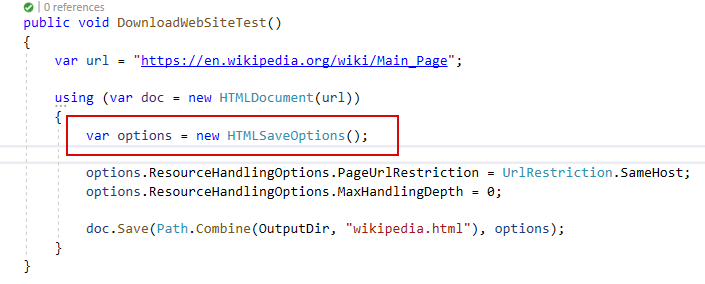 0 references
public void DownloadWebSiteTest()
{
var url = "https://en.wikipedia.org/wiki/Main_Page";
using (var doc = new HTMLDocument(url))
{
var options = new HTMLSaveOptions();
options.ResourceHandlingOptions.PageUrlRestriction = UrlRestriction.SameHost;
options.ResourceHandlingOptions.MaxHandlingDepth = 0;
doc.Save(Path.Combine(OutputDir, "wikipedia.html"), options);
}
}